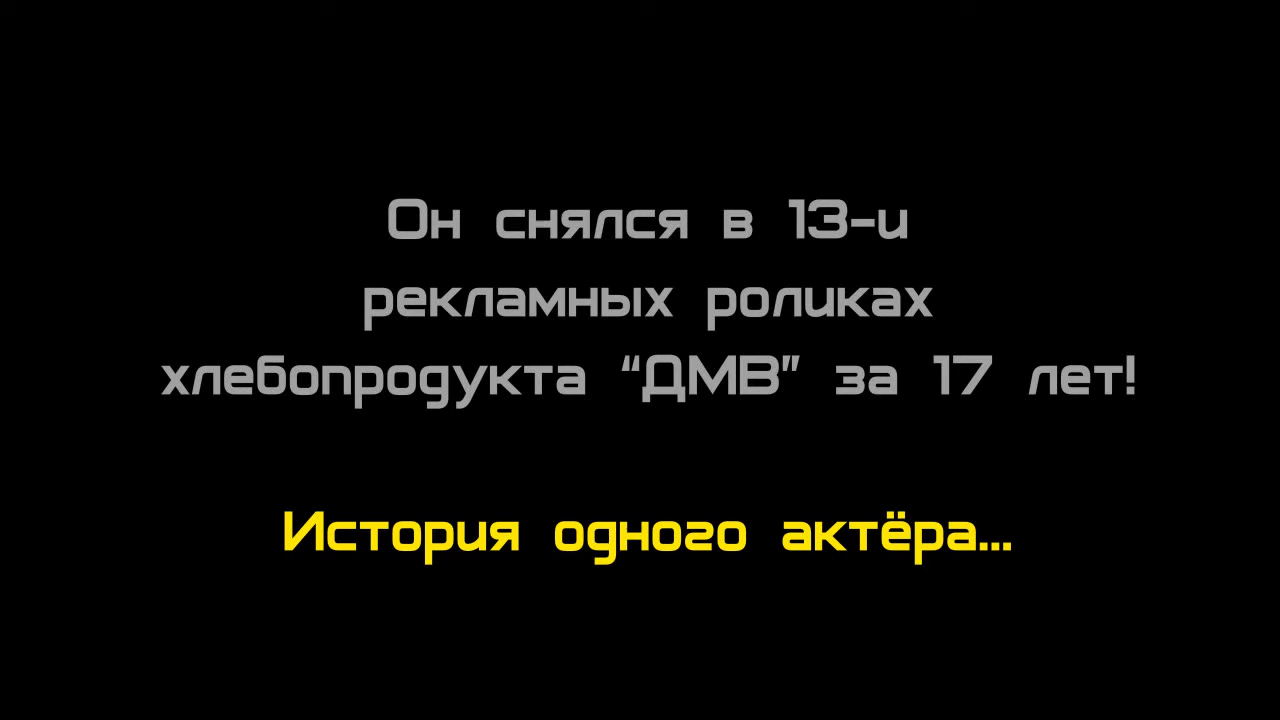 Он снялся в 13-и
рекламных роликах
хлебопродукта “ДМВ” за 17 лет!
История одного актёра...